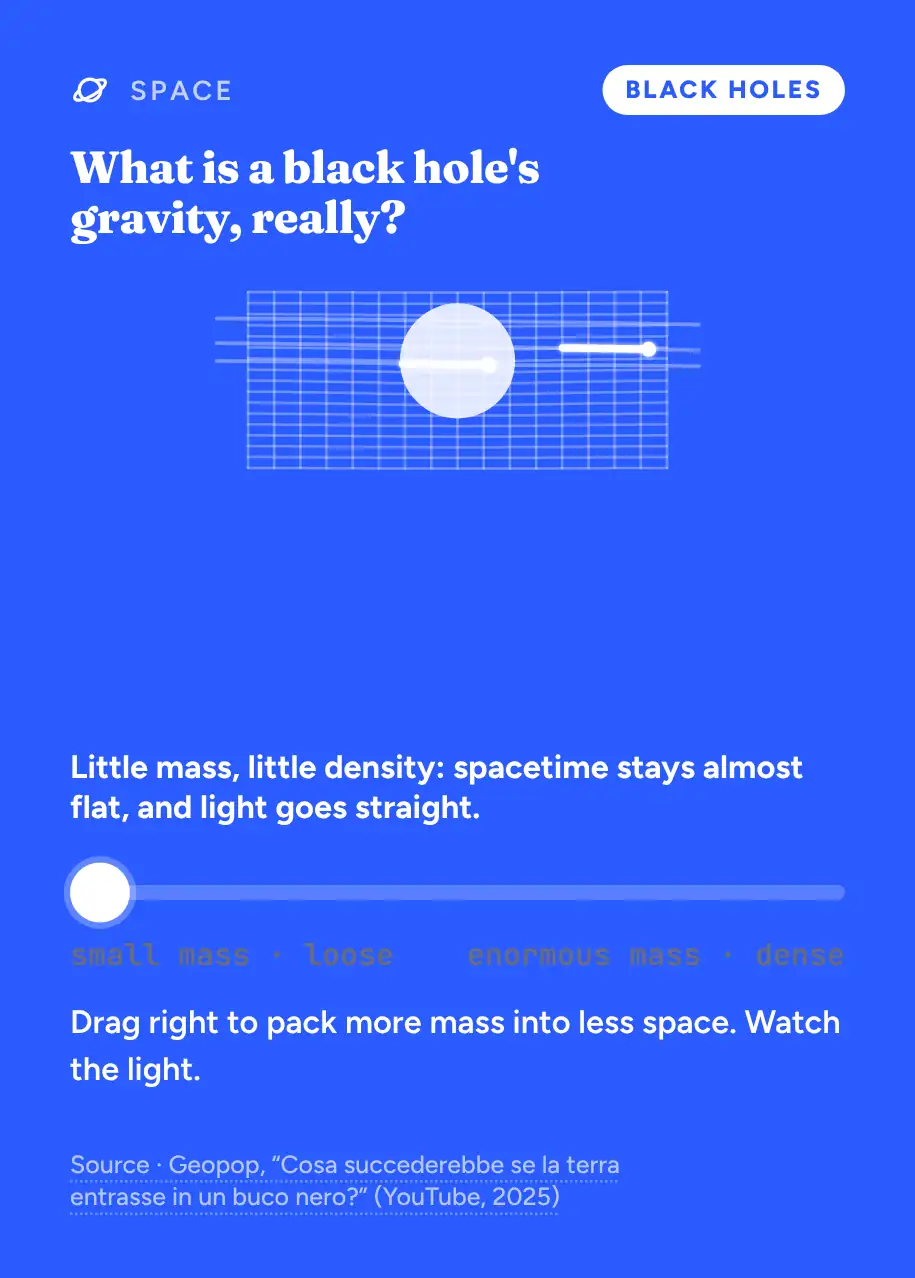 SPACE
BLACK HOLES
What is a black hole's
gravity, really?
Little mass, little density: spacetime stays almost
flat, and light goes straight.
small mass · loose
enormous mass · dense
Drag right to pack more mass into less space. Watch
the light.
Source · Geopop, “Cosa succederebbe se la terra
entrasse in un buco nero?” (YouTube, 2025)